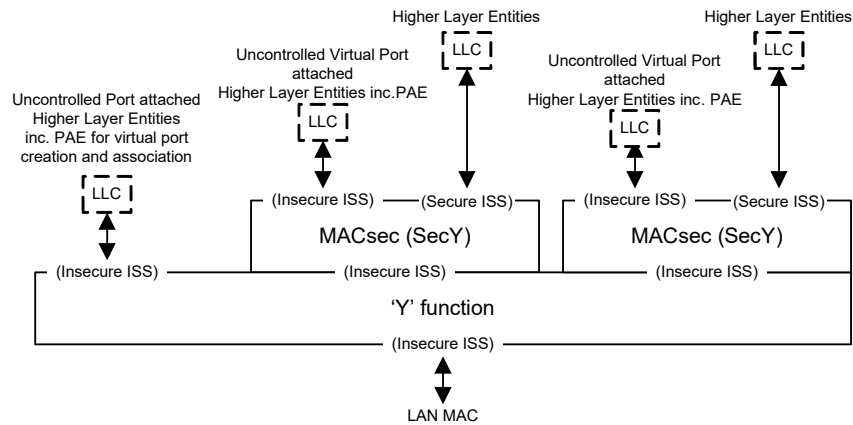 Higher Layer Entities
LLC
Higher Layer Entities
LLC
Uncontrolled Virtual Port
attached
Higher Layer Entities inc.PAE
LLC
Uncontrolled Virtual Port
attached
Higher Layer Entities inc. PAE
LLC
Uncontrolled Port attached
Higher Layer Entities
inc. PAE for virtual port
creation and association
LLC
(Insecure ISS)
(Secure ISS)
(Insecure ISS)
(Secure ISS)
MACsec (SecY)
MACsec (SecY)
(Insecure ISS)
(Insecure ISS)
(Insecure ISS)
‘Y’ function
(Insecure ISS)
LAN MAC